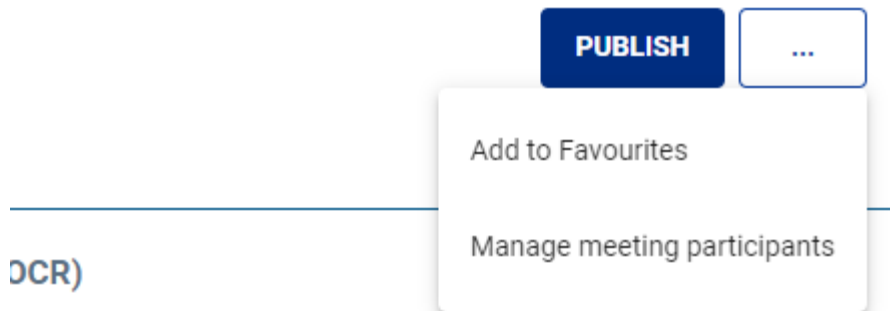 PUBLISH ...
Add to Favourites
Manage meeting participants
OCR)